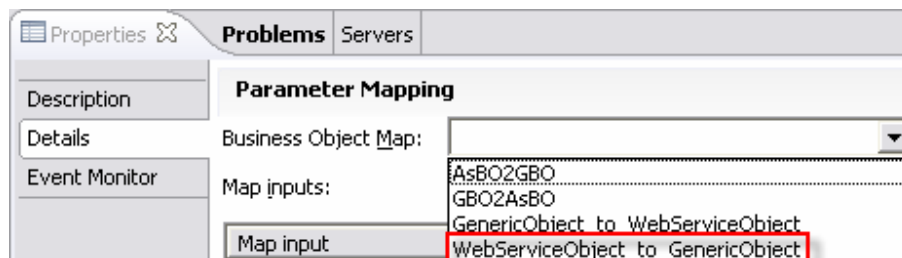 Properties Problems Servers
Description
Parameter Mapping
Details
Business Object Map:
Event Monitor
Map inputs:
AsBO2GBO
GBO2AsBO
GenericObject_to_WebServiceObject
Map input
WebServiceObject_to_GenericObject